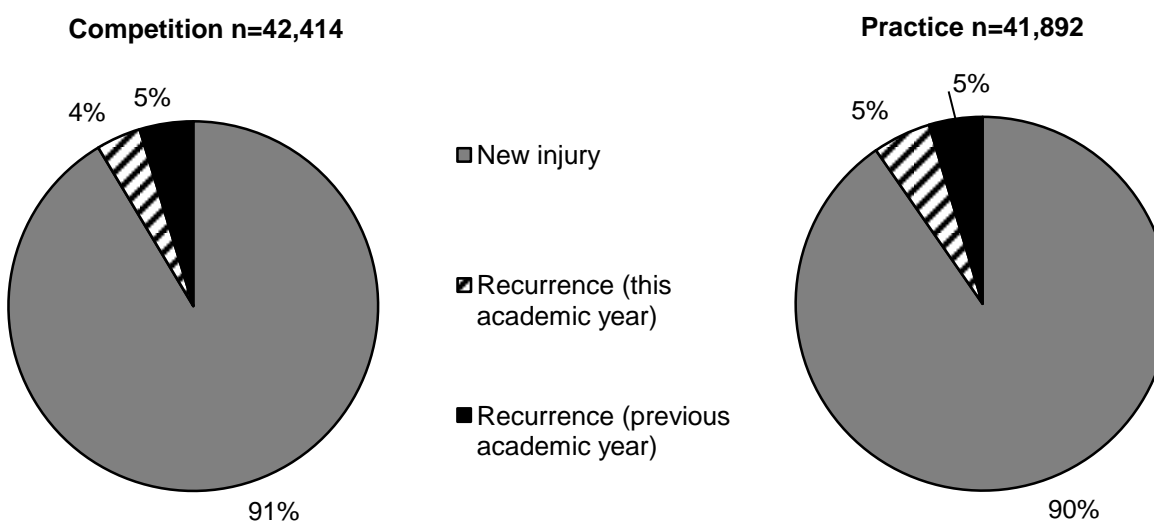 Competition n=42,414
4%
5%
91%
New injury
Recurrence (this
academic year)
Recurrence (previous
academic year)
Practice n=41,892
5%
5%
90%